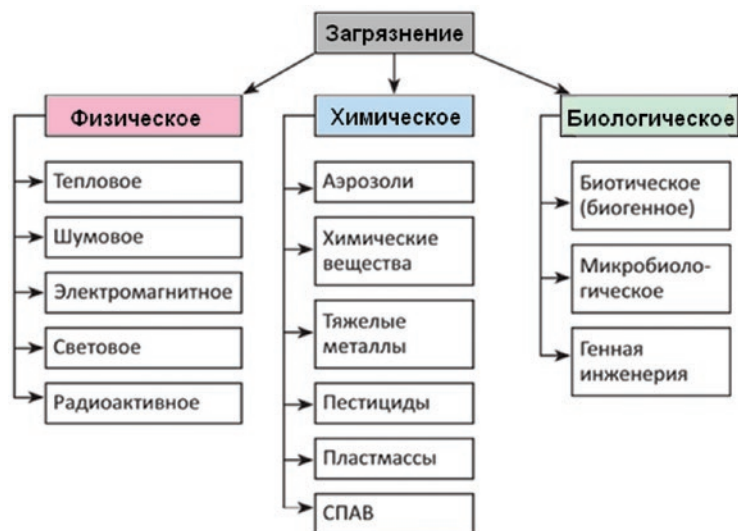 Загрязнение
Физическое
Тепловое
Шумовое
Электромагнитное
Световое
Радиоактивное
Химическое
Аэрозоли
Химические
вещества
Тяжелые
металлы
Пестициды
Пластмассы
СПАВ
Биологическое
Биотическое
(биогенное)
Микробиоло-
гическое
Генная
инженерия